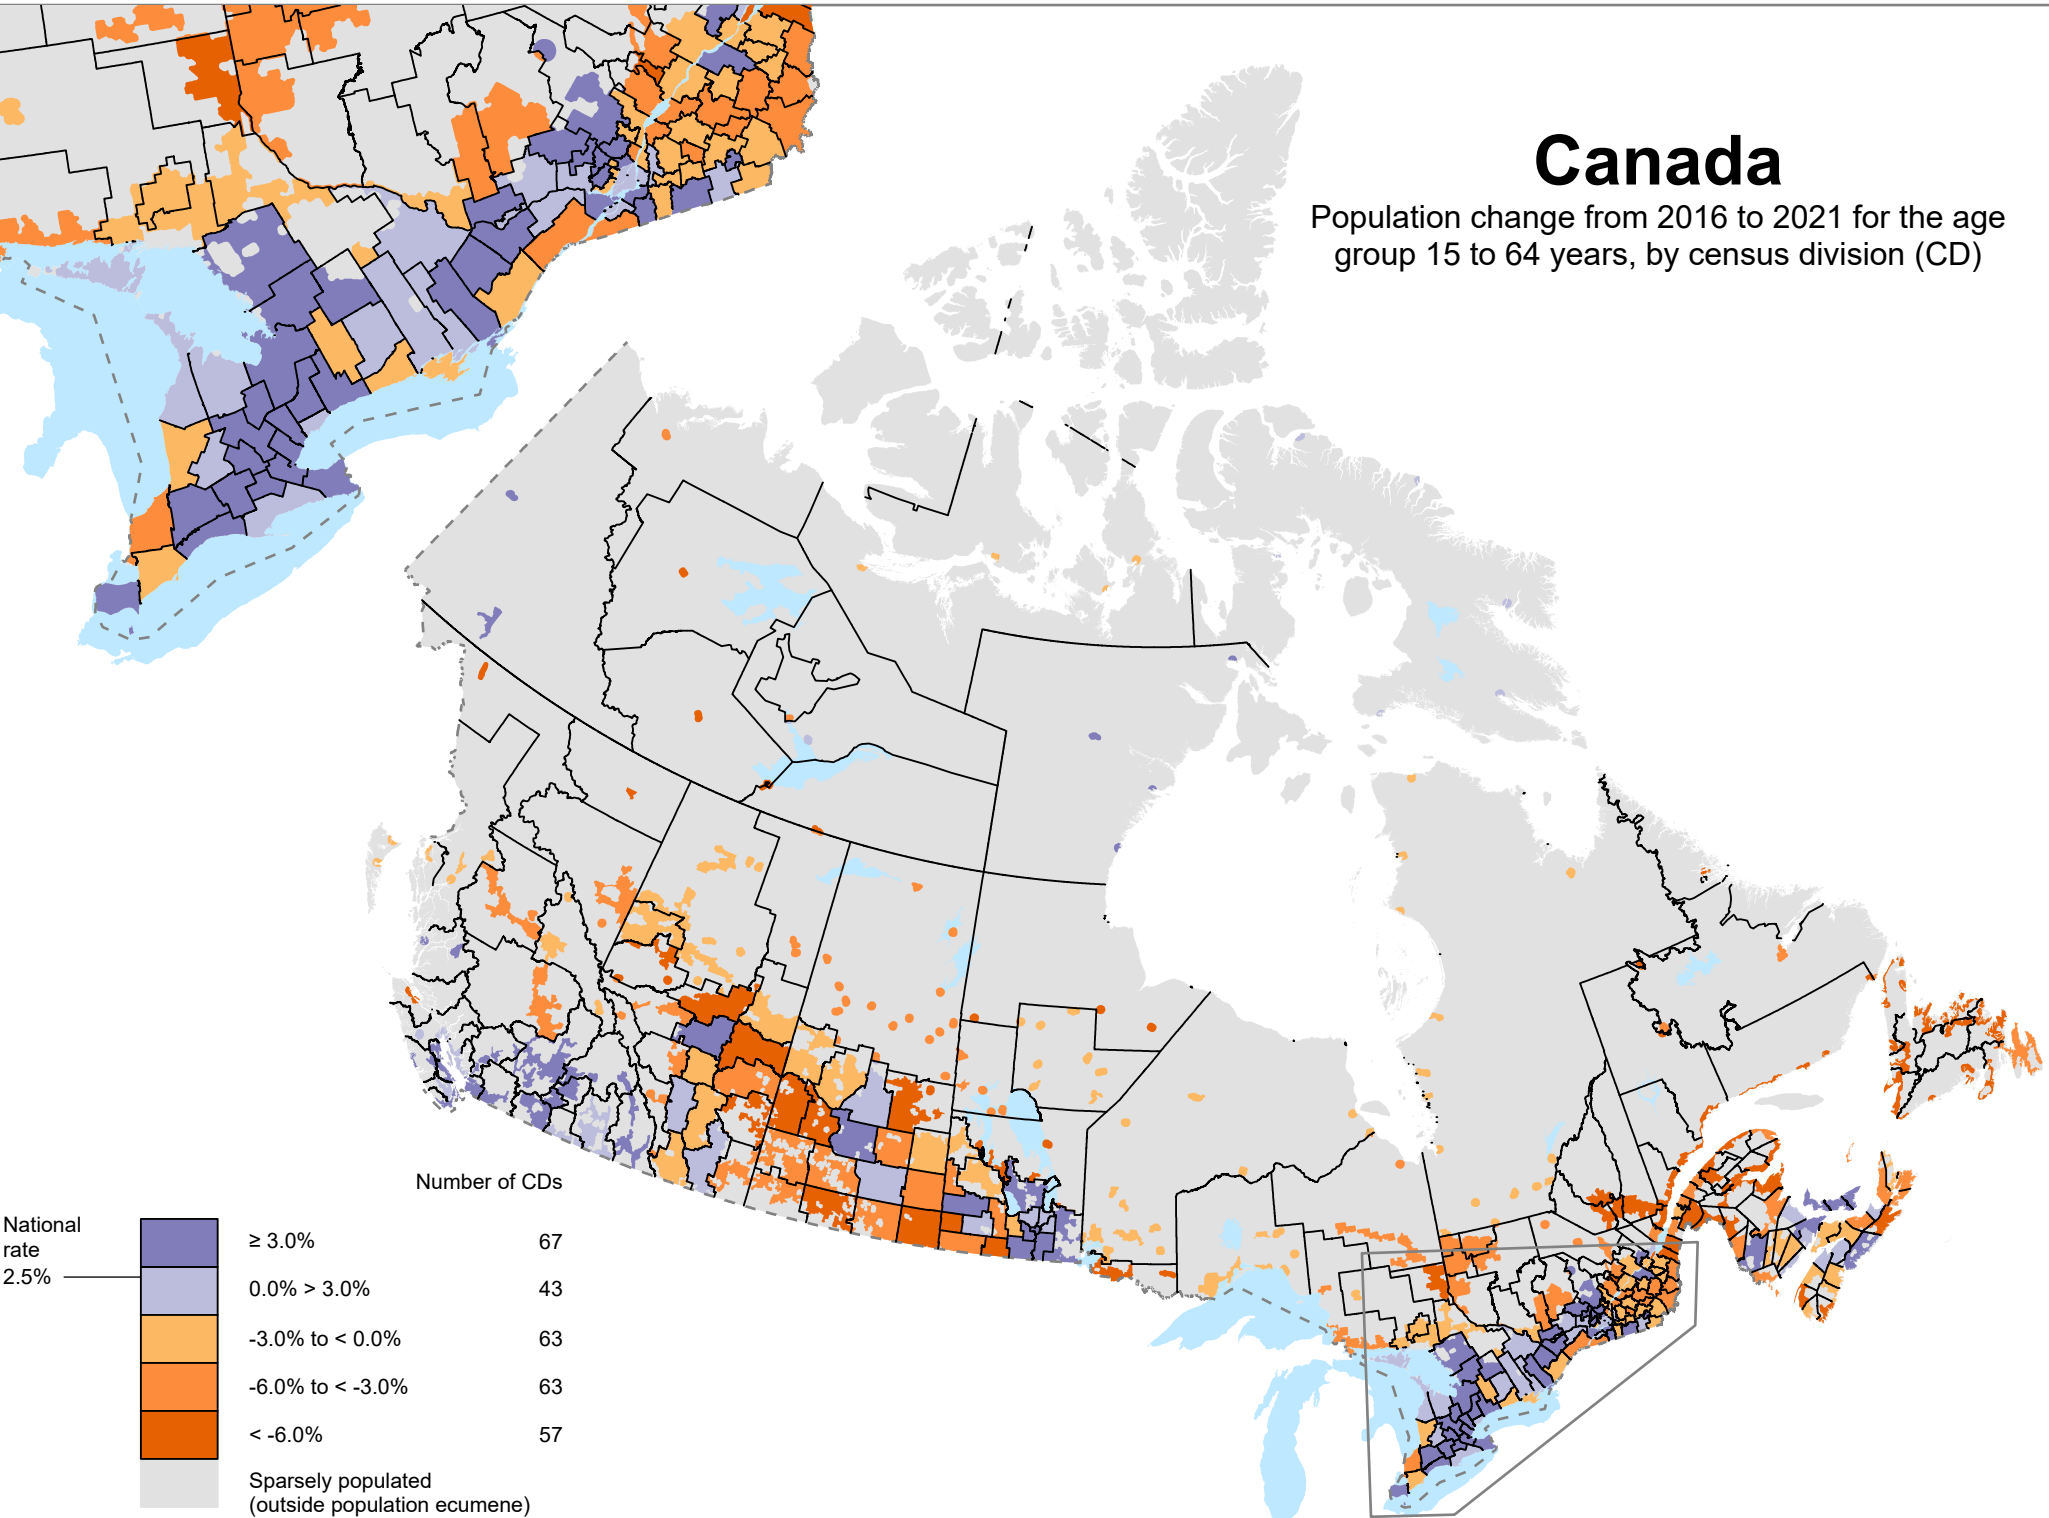 Canada
Population change from 2016 to 2021 for the age
group 15 to 64 years, by census division (CD)
Number of CDs
National
rate
2.5%
≥ 3.0% 67
0.0% > 3.0% 43
-3.0% to < 0.0% 63
-6.0% to < -3.0% 63
< -6.0% 57
Sparsely populated
(outside population ecumene)